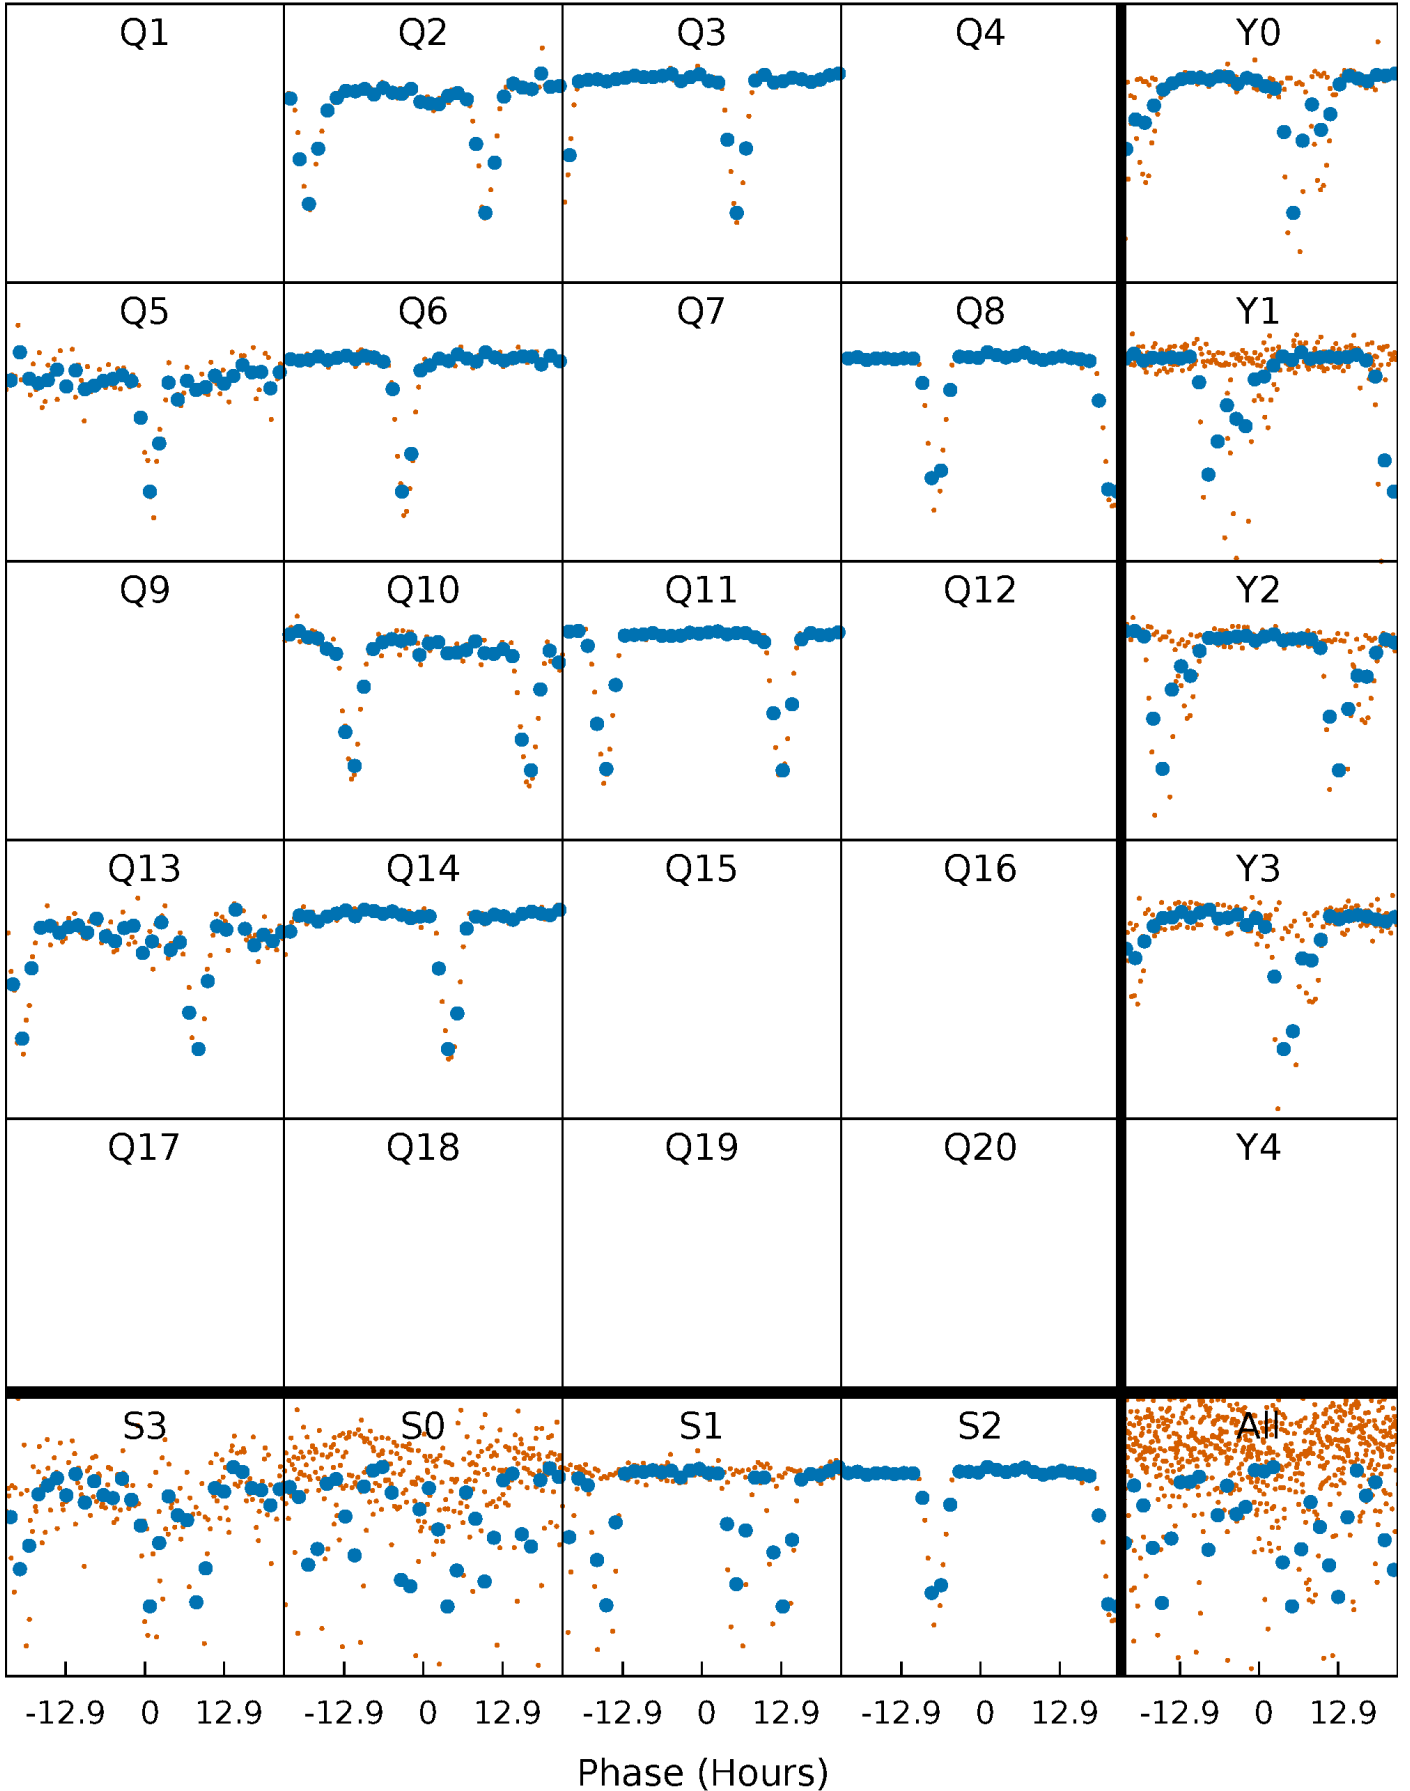 Q1 Q2 Q3 Q4 Y0
Q5 Q6 Q7 Q8 Y1
Q9 Q10 Q11 Q12 Y2
Q13 Q14 Q15 Q16 Y3
Q17 Q18 Q19 Q20 Y4
S3 S0 S1 S2 All
-12.9 0 12.9 -12.9 0 12.9 -12.9 0 12.9 -12.9 0 12.9 -12.9 0 12.9
Phase (Hours)